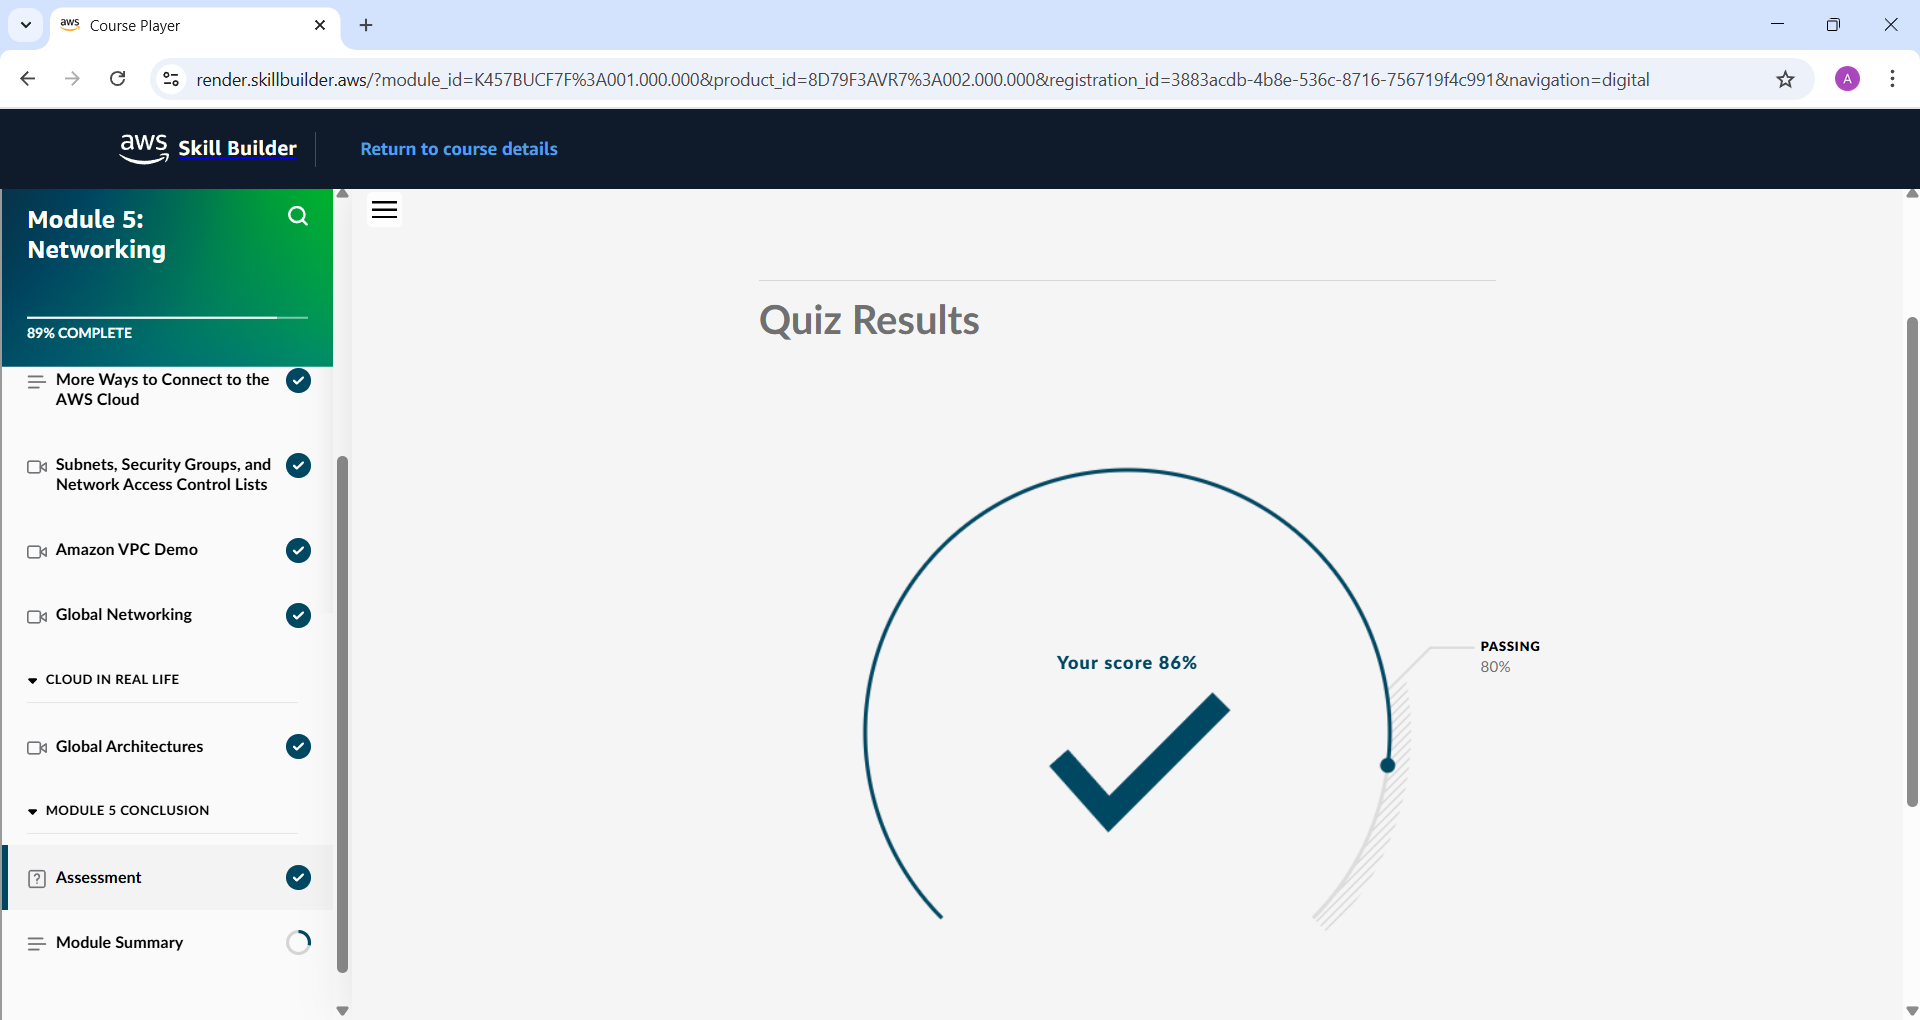 aws
Course Player
render.skillbuilder.aws/?module_id=K457BUCF7F%3A001.000.000&product_id=8D79F3AVR7%3A002.000.000&registration_id=3883acdb-4b8e-536c-8716-756719f4c991&navigation=digital
A
aws Skill Builder
Return to course details
Module 5:
Networking
89% COMPLETE
More Ways to Connect to the
AWS Cloud
Subnets, Security Groups, and
Network Access Control Lists
Amazon VPC Demo
Global Networking
CLOUD IN REAL LIFE
Global Architectures
MODULE 5 CONCLUSION
? Assessment
Module Summary
Quiz Results
Your score 86%
PASSING
80%